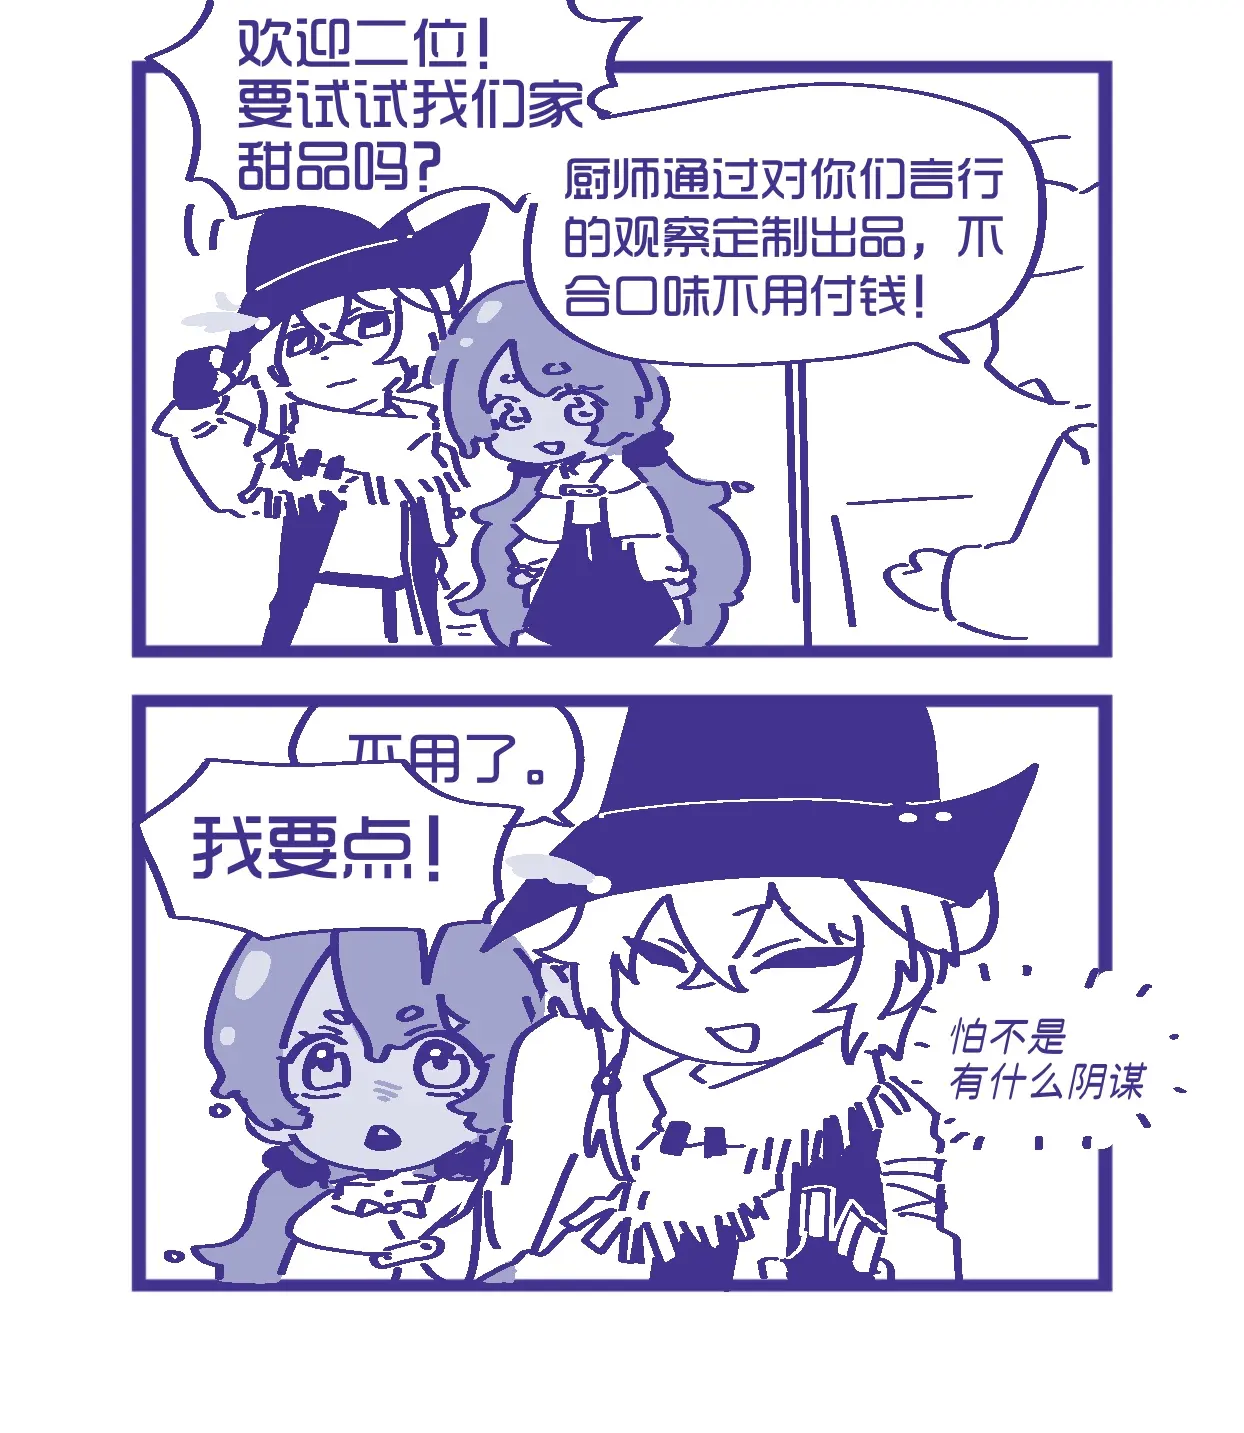 欢迎二位！
要试试我们家
甜品吗？
厨师通过对你们言行
的观察定制出品，不
合口味不用付钱！
不用了。
我要点！
怕不是
有什么阴谋